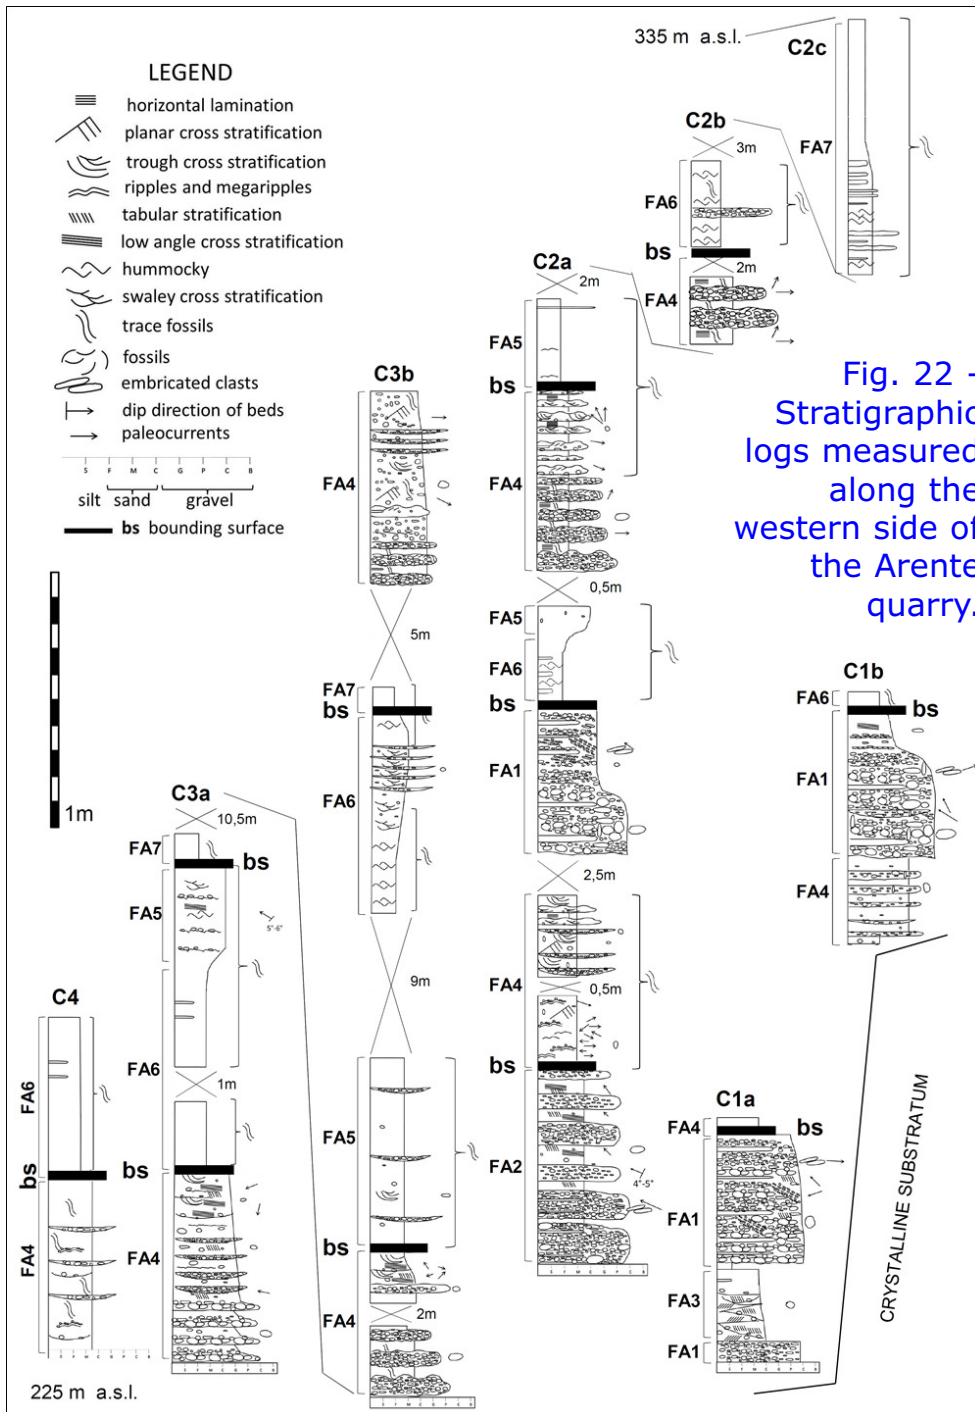 LEGEND
horizontal lamination
planar cross stratification
trough cross stratification
ripples and megaripples
tabular stratification
low angle cross stratification
hummocky
swaley cross stratification
trace fossils
fossils
embricated clasts
dip direction of beds
paleocurrents
S F M C G P C B
silt sand gravel
bs bounding surface
1m
335 m a.s.l.
C2c
FA7
C2b
3m
FA6
bs
2m
FA4
C2a
2m
FA5
bs
FA4
0,5m
FA5
FA6
bs
FA1
2,5m
FA4
0,5m
bs
FA2
4°-5°
Fig. 22 -
Stratigraphic
logs measured
along the
western side of
the Arente
quarry.
C3b
FA4
5m
FA7
bs
FA6
9m
FA5
bs
FA4
2m
S F M C G P C B
C1b
FA6
bs
FA1
FA4
C1a
FA4
bs
FA1
FA3
FA1
S F M C G P C B
CRYSTALLINE SUBSTRATUM
C3a
10,5m
FA7
bs
FA5
5°-6°
FA6
1m
bs
FA4
S F M C G P C B
C4
FA6
bs
FA4
S F M C G P C B
225 m a.s.l.